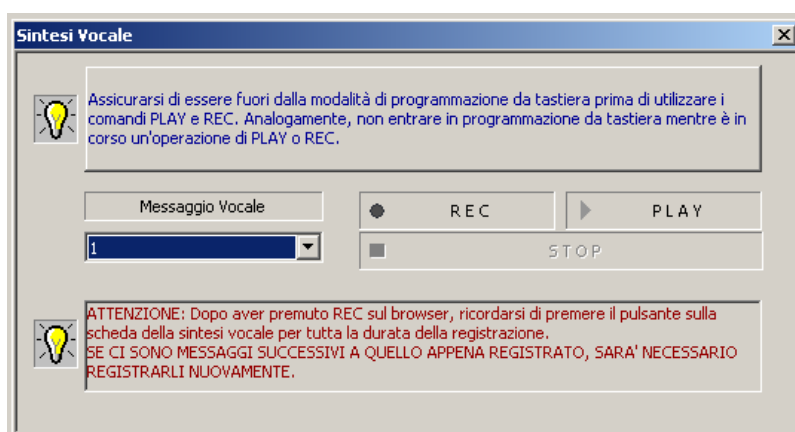 Sintesi Vocale
Assicurarsi di essere fuori dalla modalità di programmazione da tastiera prima di utilizzare i
comandi PLAY e REC. Analogamente, non entrare in programmazione da tastiera mentre è in
corso un'operazione di PLAY o REC.
Messaggio Vocale
REC
PLAY
1
STOP
ATTENZIONE: Dopo aver premuto REC sul browser, ricordarsi di premere il pulsante sulla
scheda della sintesi vocale per tutta la durata della registrazione.
SE CI SONO MESSAGGI SUCCESSIVI A QUELLO APPENA REGISTRATO, SARA' NECESSARIO
REGISTRARLI NUOVAMENTE.